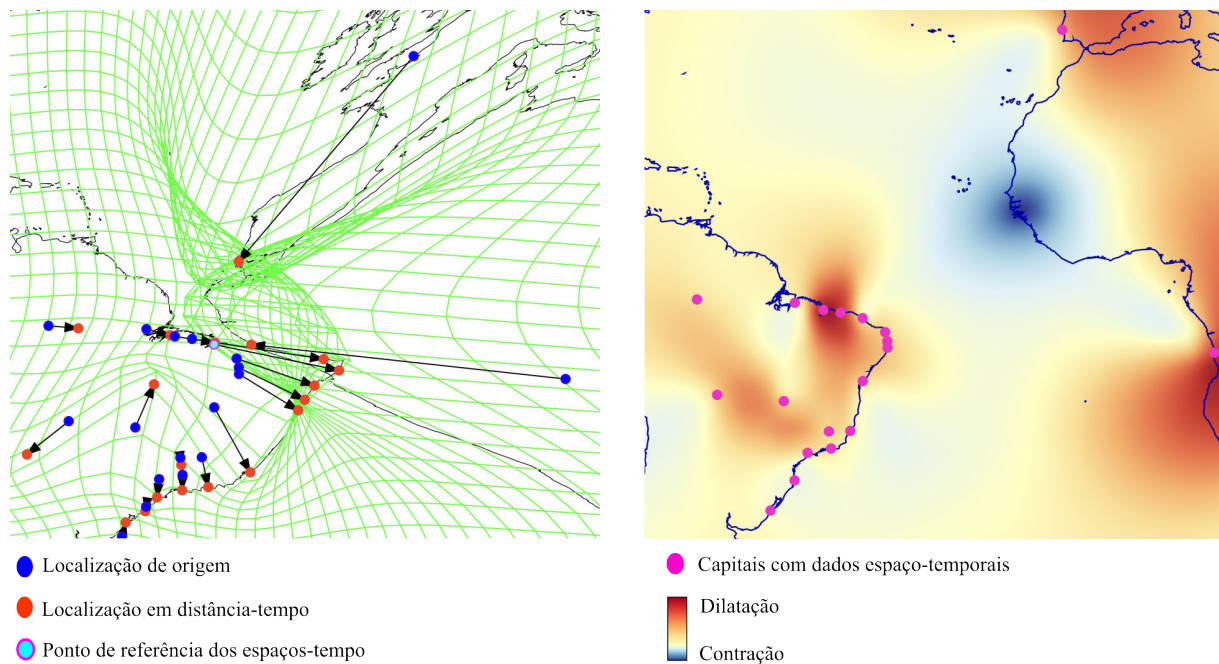 Localização de origem
Localização em distância-tempo
Ponto de referência dos espaços-tempo
Capitais com dados espaço-temporais
Dilatação
Contração